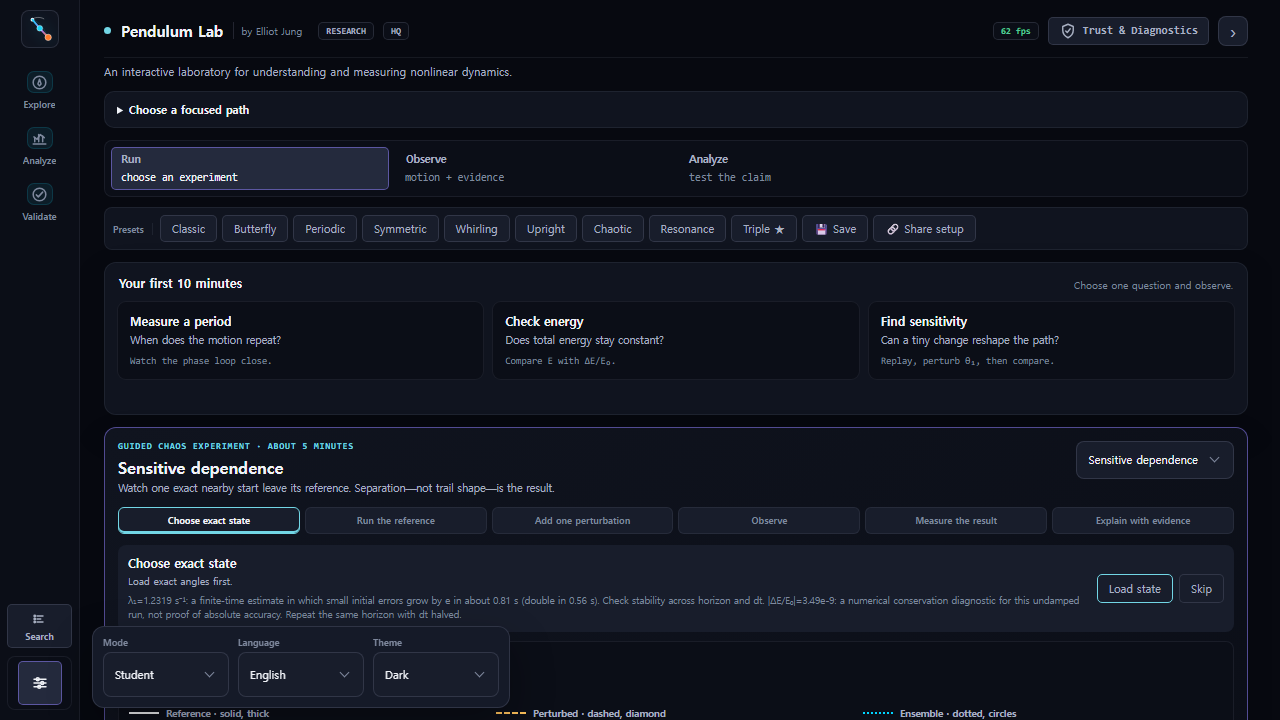 Pendulum Lab
by Elliot Jung
RESEARCH
HQ
62 fps
Trust & Diagnostics
›
An interactive laboratory for understanding and measuring nonlinear dynamics.
Explore
Analyze
Validate
▶ Choose a focused path
Run
choose an experiment
Observe
motion + evidence
Analyze
test the claim
Presets
Classic
Butterfly
Periodic
Symmetric
Whirling
Upright
Chaotic
Resonance
Triple ★
💾 Save
🔗 Share setup
Your first 10 minutes
Choose one question and observe.
Measure a period
When does the motion repeat?
Watch the phase loop close.
Check energy
Does total energy stay constant?
Compare E with ΔE/E₀.
Find sensitivity
Can a tiny change reshape the path?
Replay, perturb θ₁, then compare.
GUIDED CHAOS EXPERIMENT · ABOUT 5 MINUTES
Sensitive dependence
Watch one exact nearby start leave its reference. Separation—not trail shape—is the result.
Sensitive dependence
Choose exact state
Run the reference
Add one perturbation
Observe
Measure the result
Explain with evidence
Choose exact state
Load exact angles first.
λ₁=1.2319 s⁻¹: a finite-time estimate in which small initial errors grow by e in about 0.81 s (double in 0.56 s). Check stability across horizon and dt. |ΔE/E₀|=3.49e-9: a numerical conservation diagnostic for this undamped
run, not proof of absolute accuracy. Repeat the same horizon with dt halved.
Load state
Skip
Search
Mode
Student
Language
English
Theme
Dark
Reference · solid, thick
Perturbed · dashed, diamond
Ensemble · dotted, circles